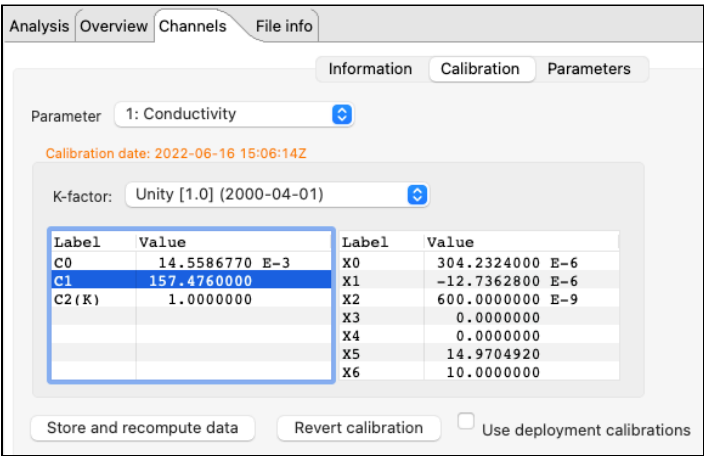 Analysis Overview Channels File info
Information Calibration Parameters
Parameter 1: Conductivity
Calibration date: 2022-06-16 15:06:14Z
K-factor: Unity [1.0] (2000-04-01)
Label Value Label Value
C0 14.5586770 E-3 X0 304.2324000 E-6
C1 157.4760000 X1 -12.7362800 E-6
C2(K) 1.0000000 X2 600.0000000 E-9
X3 0.0000000
X4 0.0000000
X5 14.9704920
X6 10.0000000
Store and recompute data Revert calibration Use deployment calibrations